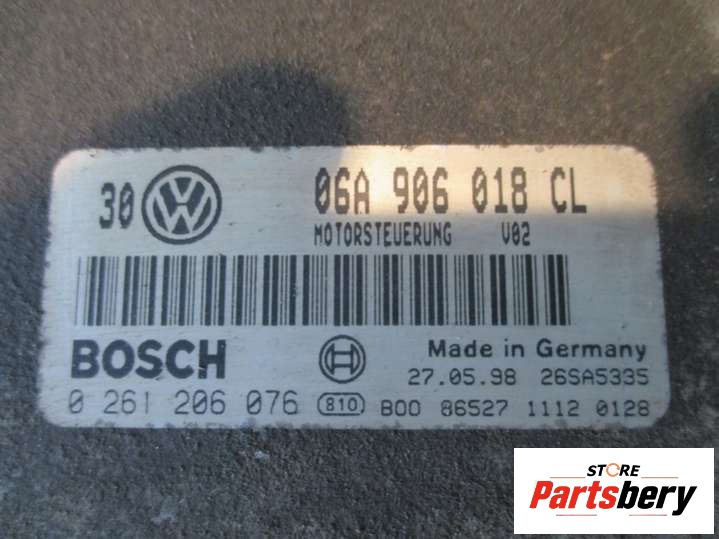 30 VW 06A 906 018 CL
MOTORSTEUERUNG V02
BOSCH
Made in Germany
27.05.98 26SA5335
0 261 206 076 810 B00 86527 1112 0128
STORE
Partsbery